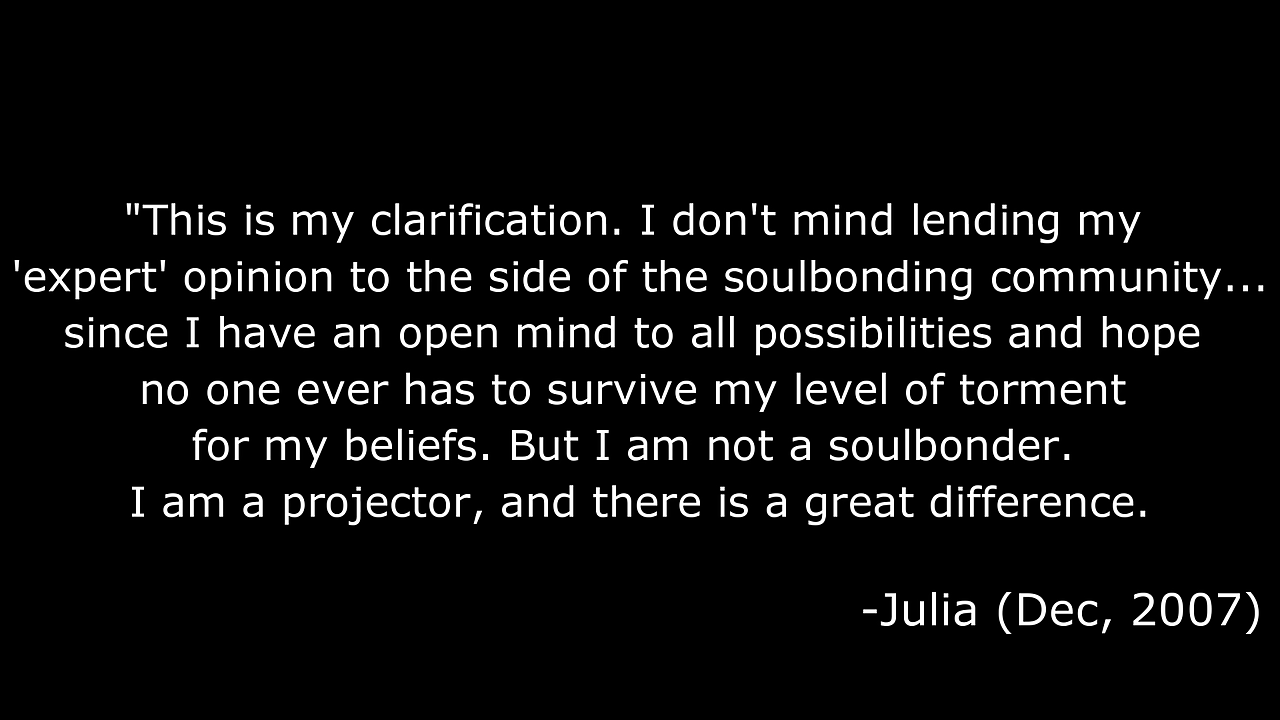 "This is my clarification. I don't mind lending my
'expert' opinion to the side of the soulbonding community...
since I have an open mind to all possibilities and hope
no one ever has to survive my level of torment
for my beliefs. But I am not a soulbonder.
I am a projector, and there is a great difference.
-Julia (Dec, 2007)